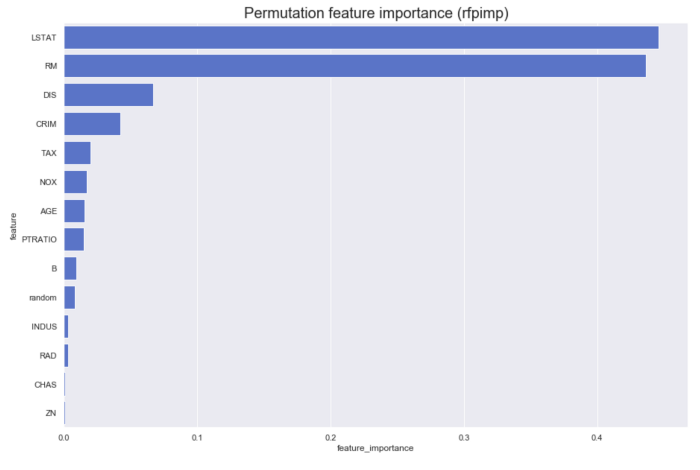 Permutation feature importance (rfpimp)
LSTAT
RM
DIS
CRIM
TAX
NOX
AGE
feature
PTRATIO
B
random
INDUS
RAD
CHAS
ZN
0.0 0.1 0.2 0.3 0.4
feature_importance